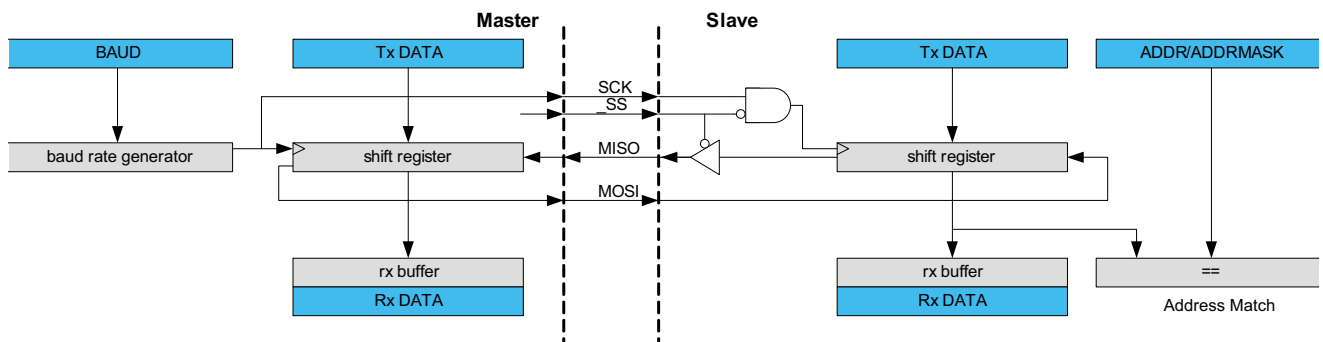 Master
Slave
BAUD
Tx DATA
Tx DATA
ADDR/ADDRMASK
SCK
_SS
baud rate generator
shift register
MISO
shift register
MOSI
rx buffer
rx buffer
==
Rx DATA
Rx DATA
Address Match